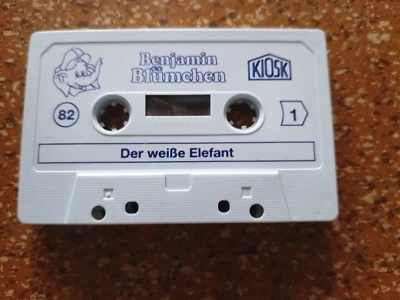 Benjamin
Blümchen
KIOSK
82
1
Der weiße Elefant